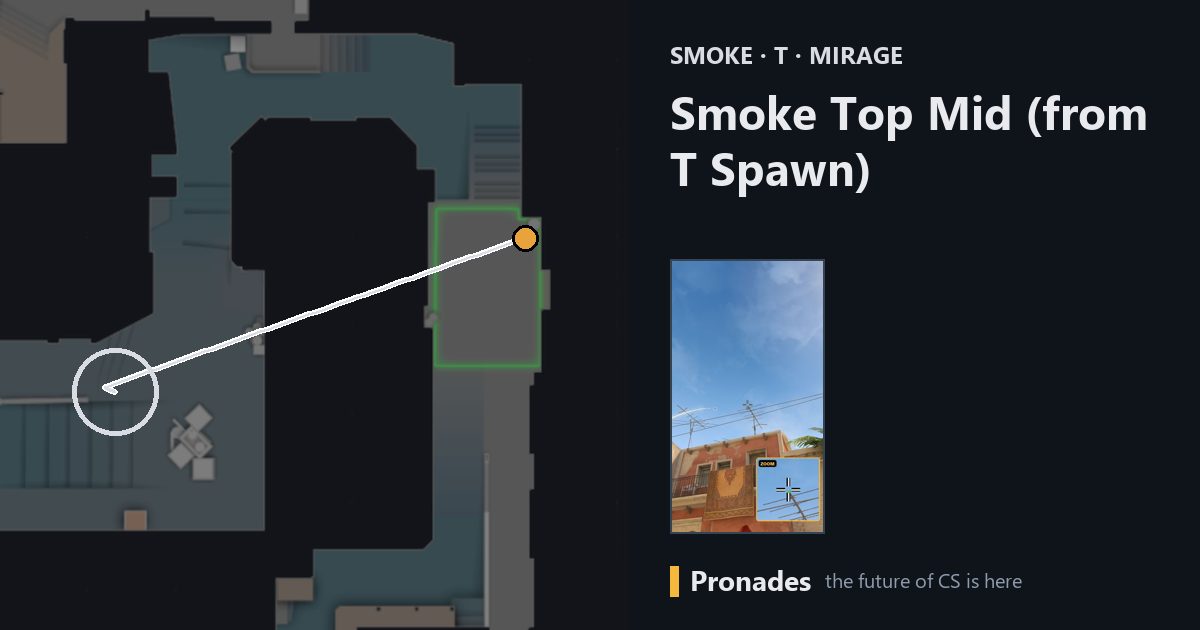 SMOKE · T · MIRAGE
Smoke Top Mid (from
T Spawn)
ZOOM
Pronades the future of CS is here